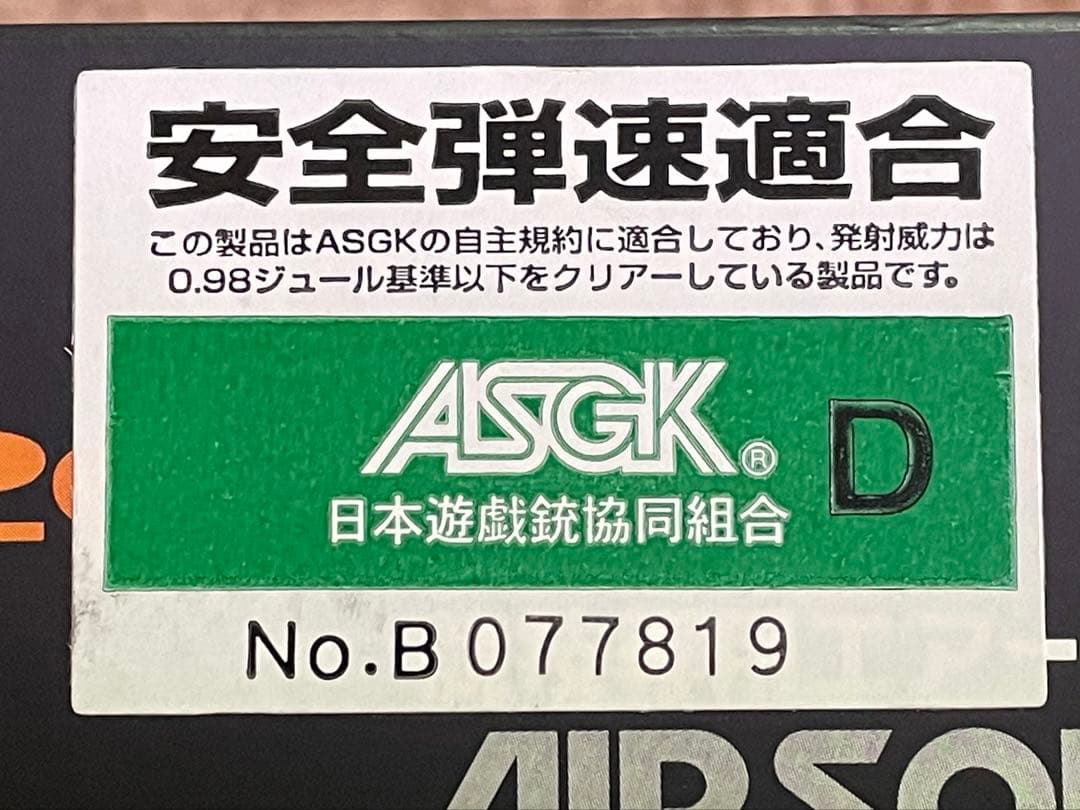 安全弾速適合
この製品はASGKの自主規約に適合しており、発射威力は
0.98ジュール基準以下をクリアーしている製品です。
ASGK®
D
日本遊戯銃協同組合
No.B077819